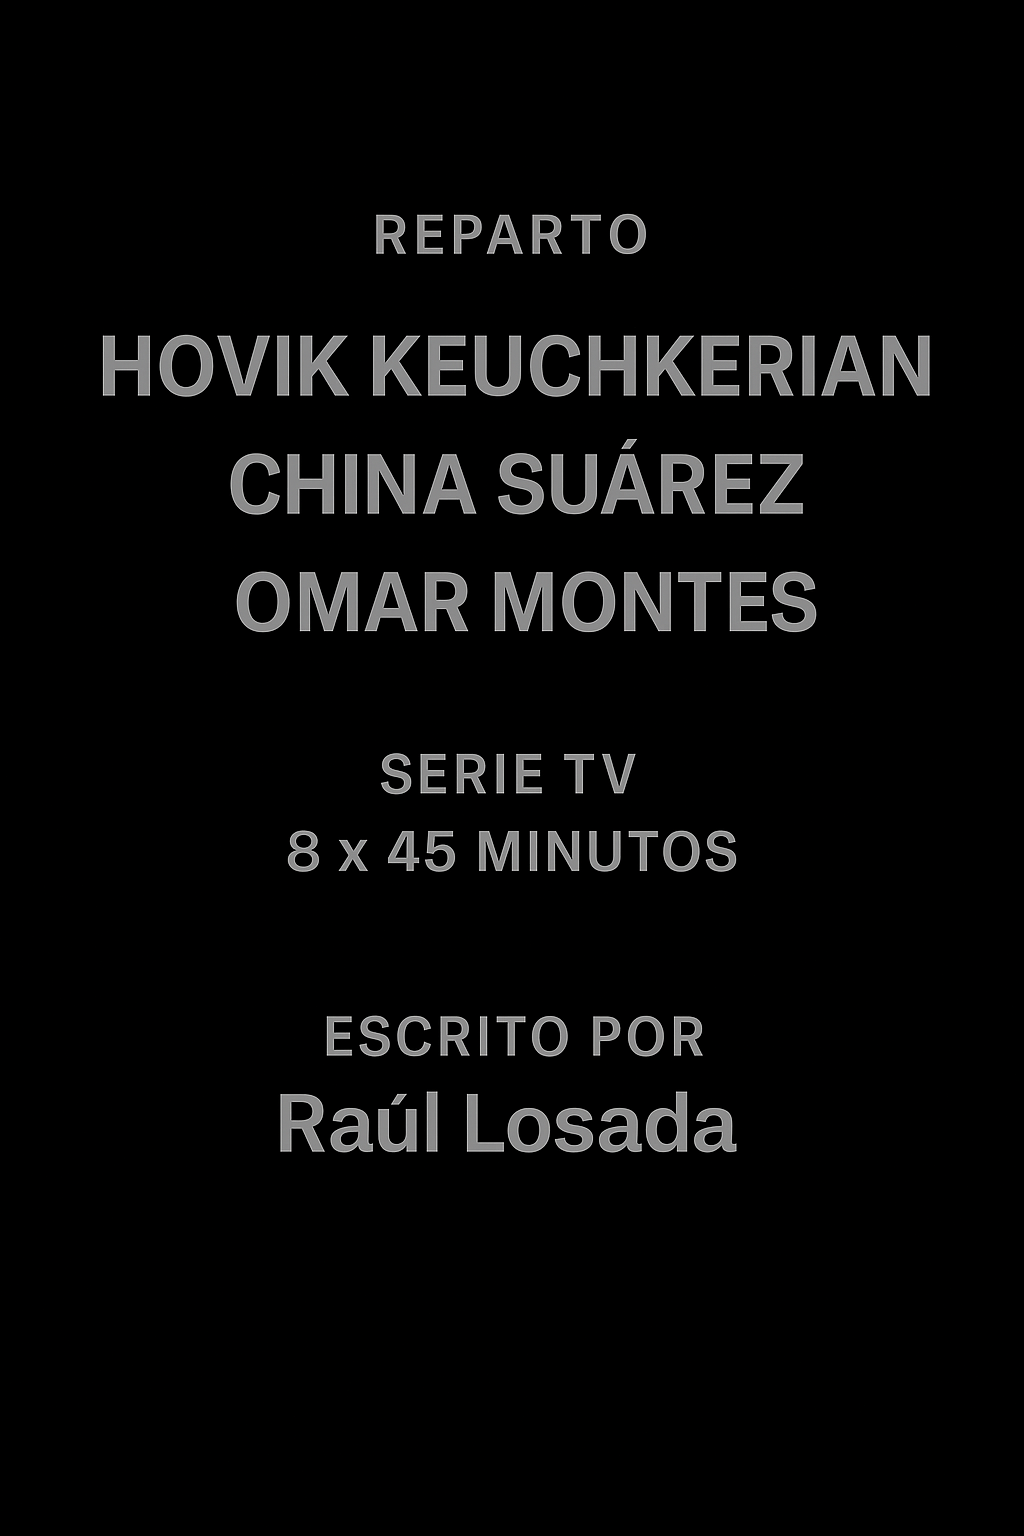 REPARTO
HOVIK KEUCHKERIAN
CHINA SUÁREZ
OMAR MONTES
SERIE TV
8 x 45 MINUTOS
ESCRITO POR
Raúl Losada